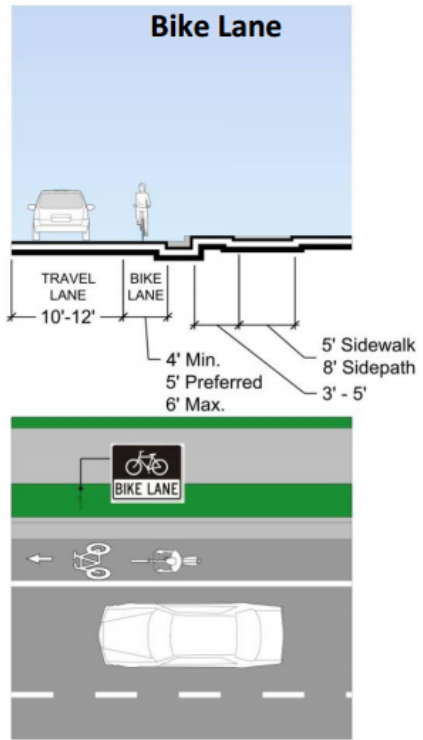 Bike Lane
TRAVEL
LANE
10'-12'
BIKE
LANE
4' Min.
5' Preferred
6' Max.
5' Sidewalk
8' Sidepath
3' - 5'
BIKE LANE